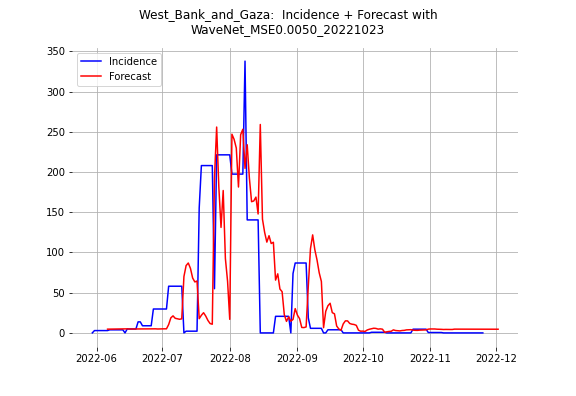 West_Bank_and_Gaza:  Incidence + Forecast with
WaveNet_MSE0.0050_20221023
Incidence
Forecast
350
300
250
200
150
100
50
0
2022-06 2022-07 2022-08 2022-09 2022-10 2022-11 2022-12